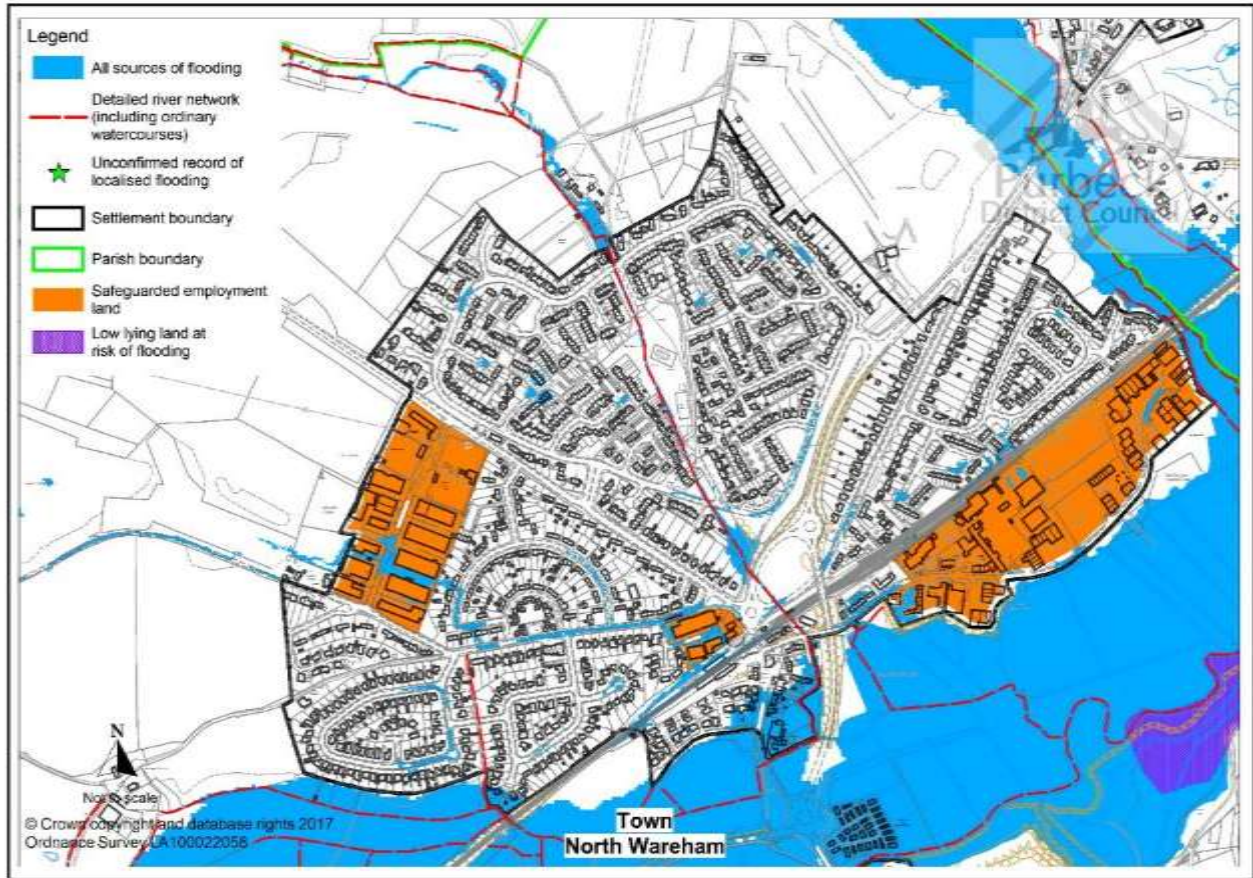 Legend
All sources of flooding
Detailed river network
(including ordinary
watercourses)
Unconfirmed record of
localised flooding
Settlement boundary
Parish boundary
Safeguarded employment
land
Low lying land at
risk of flooding
Purbeck
District Council
N
Not to scale
© Crown copyright and database rights 2017
Ordnance Survey LA100022058
Town
North Wareham